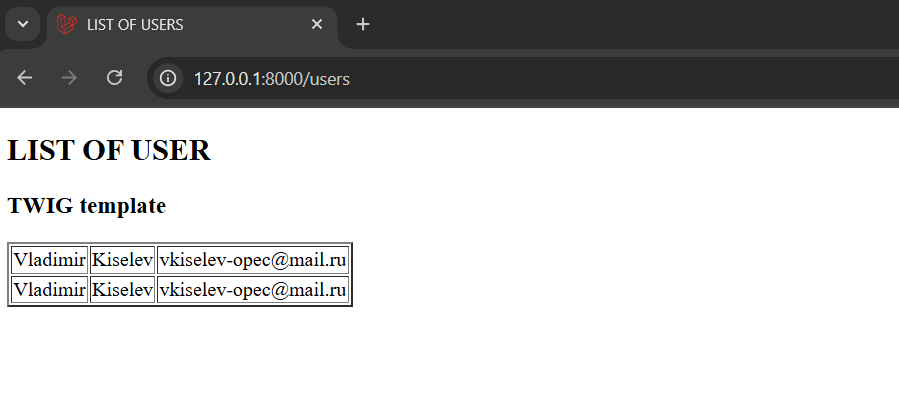 LIST OF USERS
127.0.0.1:8000/users
LIST OF USER
TWIG template
Vladimir Kiselev vkiselev-opec@mail.ru
Vladimir Kiselev vkiselev-opec@mail.ru